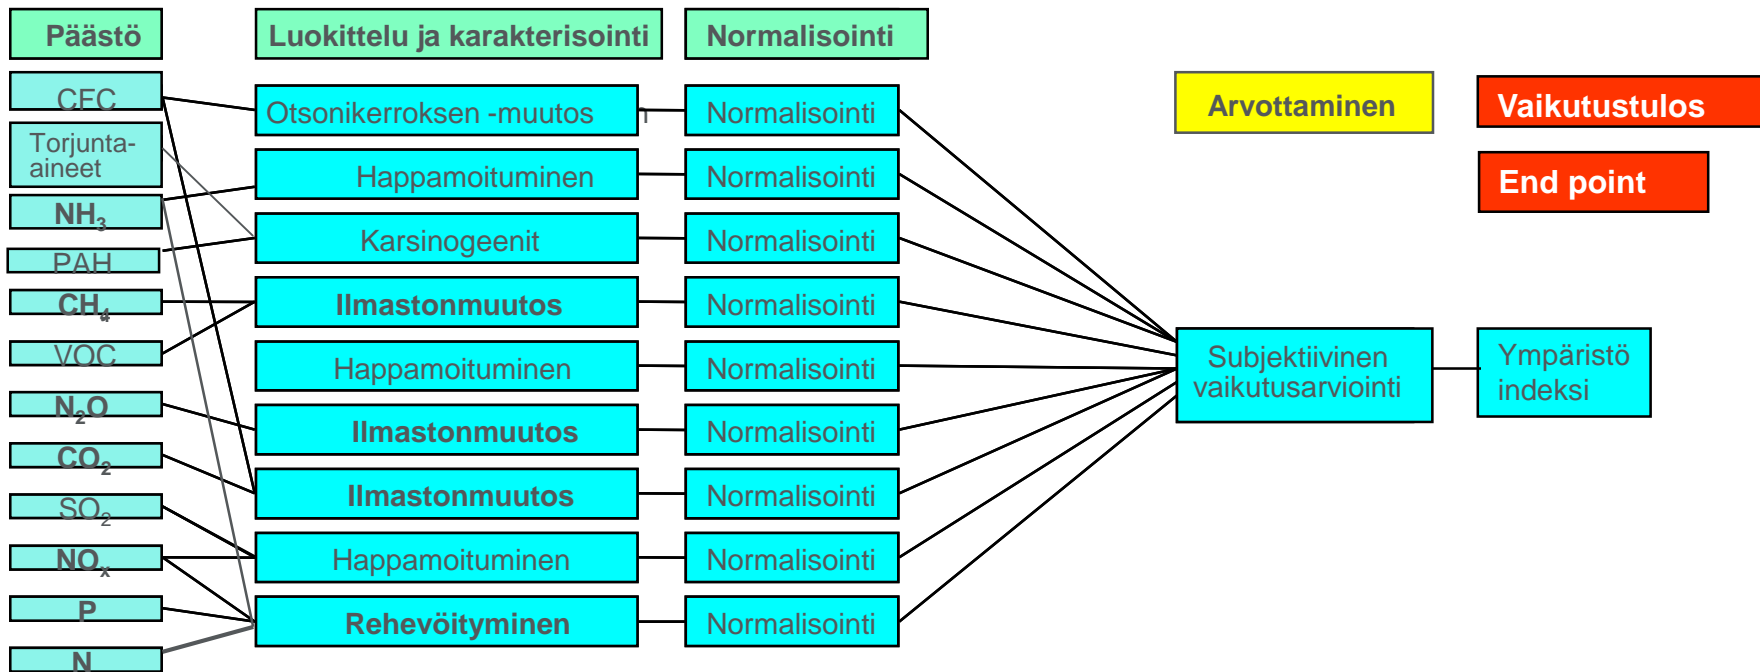 Päästö
Luokittelu ja karakterisointi
Normalisointi
Arvottaminen
Vaikutustulos
End point
CFC
Torjunta-
aineet
NH3
PAH
CH4
VOC
N2O
CO2
SO2
NOx
P
N
Otsonikerroksen -muutos n
Happamoituminen
Karsinogeenit
Ilmastonmuutos
Happamoituminen
Ilmastonmuutos
Ilmastonmuutos
Happamoituminen
Rehevöityminen
Normalisointi
Normalisointi
Normalisointi
Normalisointi
Normalisointi
Normalisointi
Normalisointi
Normalisointi
Normalisointi
Subjektiivinen
vaikutusarviointi
Ympäristö
indeksi